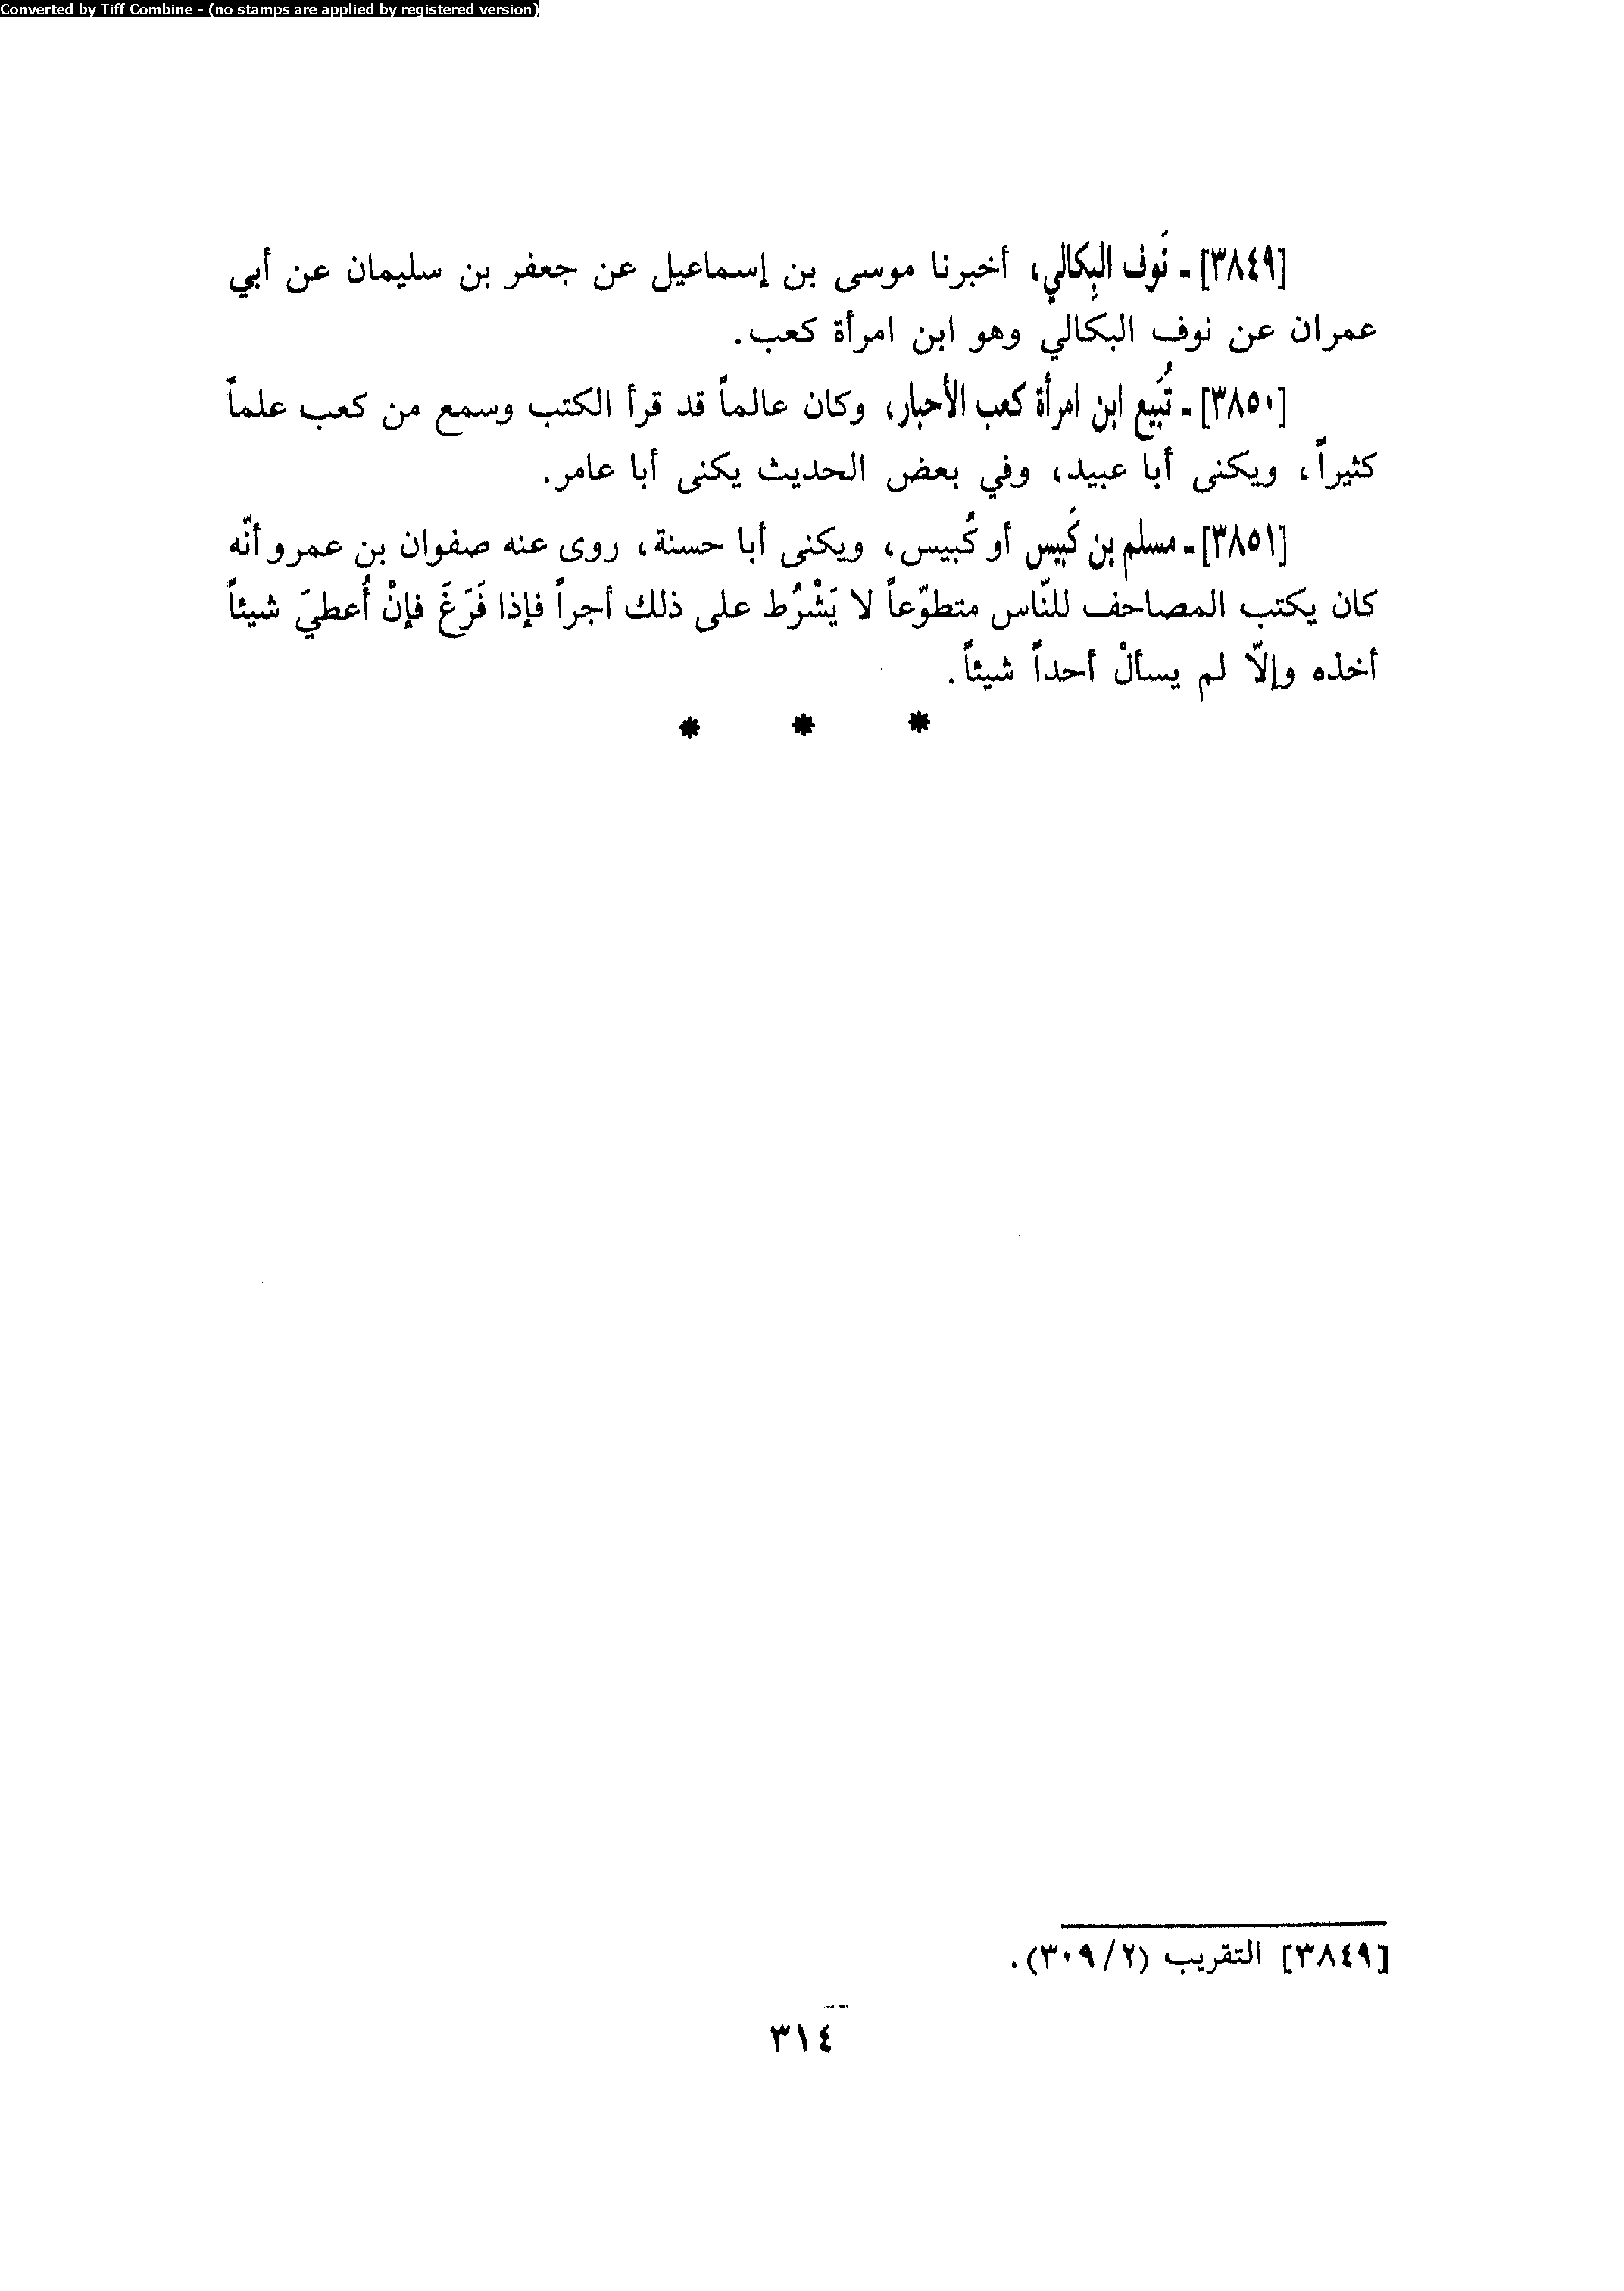 Converted by Tiff Combine - (no stamps are applied by registered version)
[٣٨٤٩] ـ نَوف البِكالي، أخبرنا موسى بن إسماعيل عن جعفر بن سليمان عن أبي
عمران عن نوف البكالي وهو ابن امرأة كعب.
[٣٨٥٠] ـ تُبَيع ابن امرأة كعب الأحبار، وكان عالماً قد قرأ الكتب وسمع من كعب علماً
كثيراً، ويكنى أبا عبيد، وفي بعض الحديث يكنى أبا عامر.
[٣٨٥١] ـ مسلم بن كَبيس أو كُبيس، ويكنى أبا حسنة، روى عنه صفوان بن عمرو أنّه
كان يكتب المصاحف للنّاس متطوّعاً لا يَشْرُط على ذلك أجراً فإذا فَرَغَ فإنْ أُعطيَ شيئاً
أخذه وإلاّ لم يسألْ أحداً شيئاً.
* * *
[٣٨٤٩] التقريب (٢/ ٣٠٩).
٣١٤